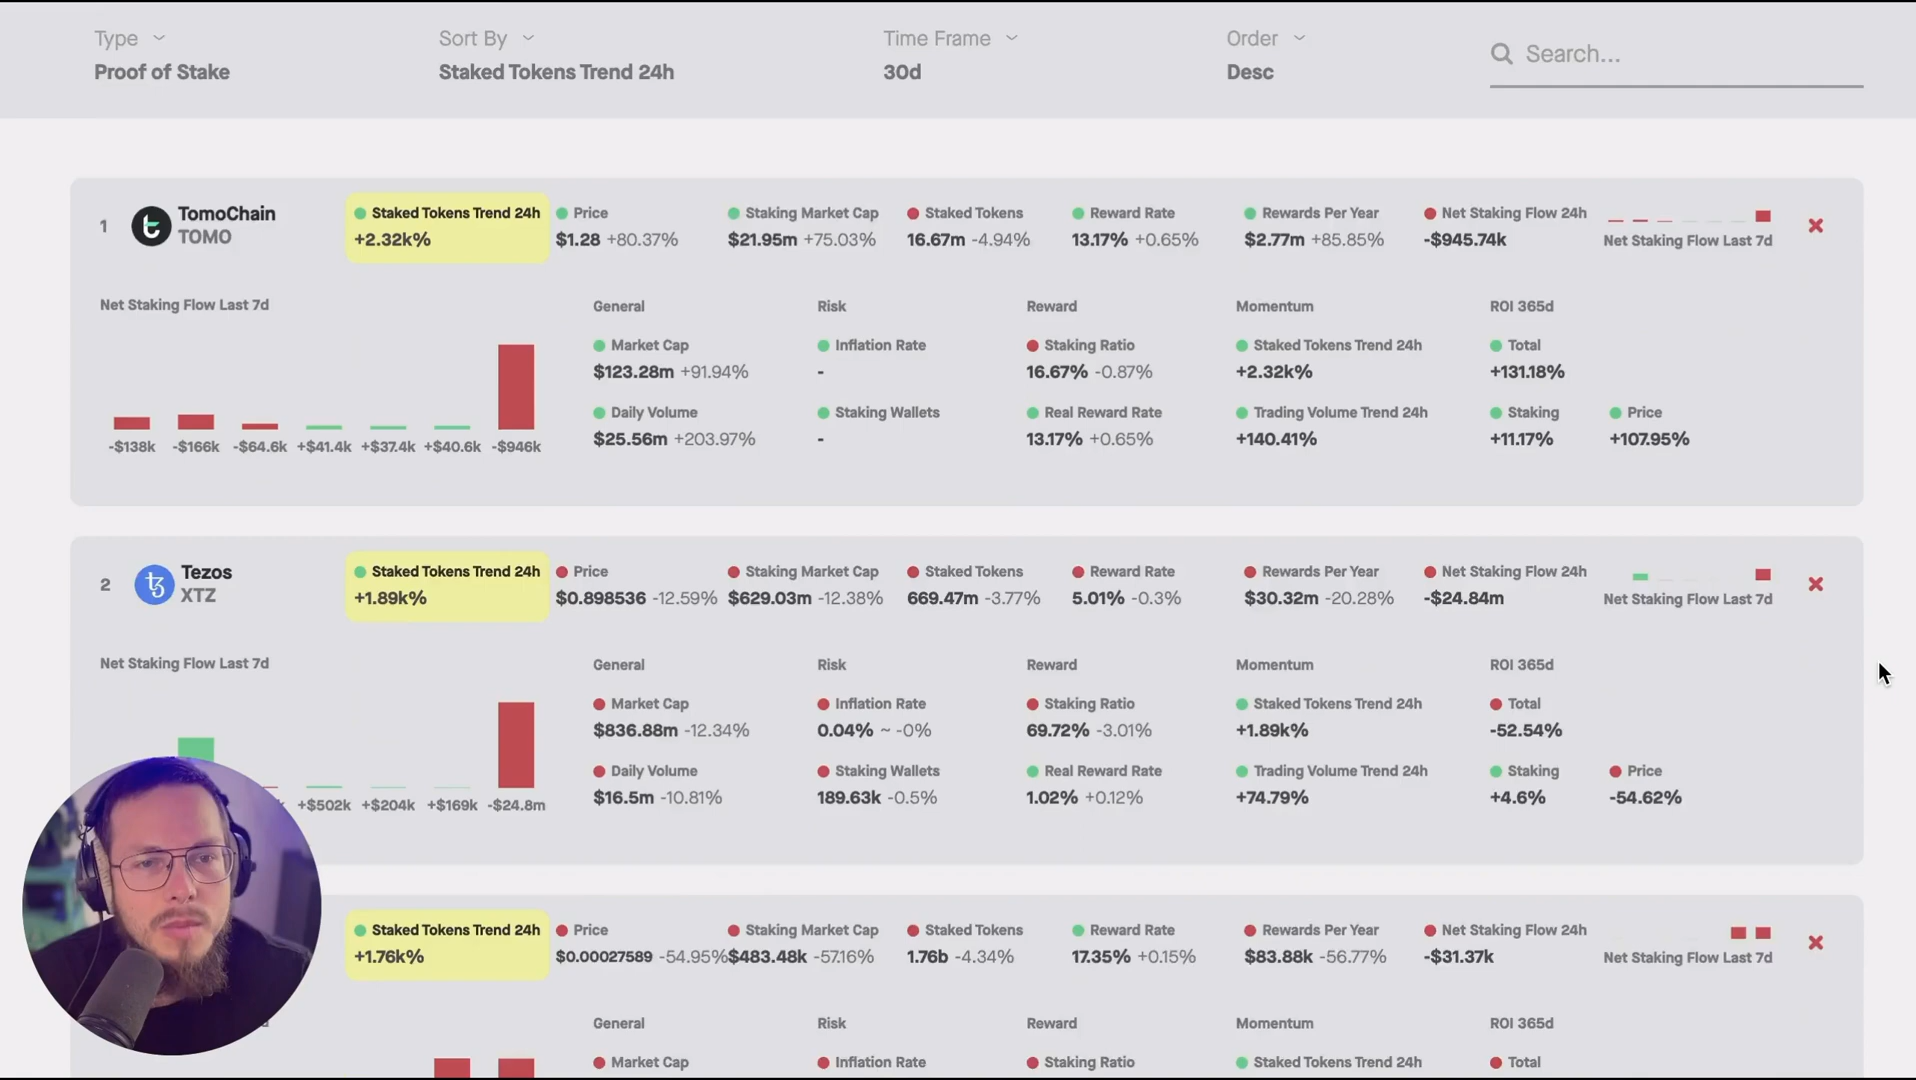 Type
Proof of Stake
Sort By
Staked Tokens Trend 24h
Time Frame
30d
Order
Desc
Search...
1
TomoChain
TOMO
Staked Tokens Trend 24h
+2.32k%
Price
$1.28 +80.37%
Staking Market Cap
$21.95m +75.03%
Staked Tokens
16.67m -4.94%
Reward Rate
13.17% +0.65%
Rewards Per Year
$2.77m +85.85%
Net Staking Flow 24h
-$945.74k
Net Staking Flow Last 7d
Net Staking Flow Last 7d
-$138k -$166k -$64.6k +$41.4k +$37.4k +$40.6k -$946k
General
Market Cap
$123.28m +91.94%
Daily Volume
$25.56m +203.97%
Risk
Inflation Rate
-
Staking Wallets
-
Reward
Staking Ratio
16.67% -0.87%
Real Reward Rate
13.17% +0.65%
Momentum
Staked Tokens Trend 24h
+2.32k%
Trading Volume Trend 24h
+140.41%
ROI 365d
Total
+131.18%
Staking
+11.17%
Price
+107.95%
2
Tezos
XTZ
Staked Tokens Trend 24h
+1.89k%
Price
$0.898536 -12.59%
Staking Market Cap
$629.03m -12.38%
Staked Tokens
669.47m -3.77%
Reward Rate
5.01% -0.3%
Rewards Per Year
$30.32m -20.28%
Net Staking Flow 24h
-$24.84m
Net Staking Flow Last 7d
Net Staking Flow Last 7d
+$502k +$204k +$169k -$24.8m
General
Market Cap
$836.88m -12.34%
Daily Volume
$16.5m -10.81%
Risk
Inflation Rate
0.04% ~ -0%
Staking Wallets
189.63k -0.5%
Reward
Staking Ratio
69.72% -3.01%
Real Reward Rate
1.02% +0.12%
Momentum
Staked Tokens Trend 24h
+1.89k%
Trading Volume Trend 24h
+74.79%
ROI 365d
Total
-52.54%
Staking
+4.6%
Price
-54.62%
Staked Tokens Trend 24h
+1.76k%
Price
$0.00027589 -54.95%
Staking Market Cap
$483.48k -57.16%
Staked Tokens
1.76b -4.34%
Reward Rate
17.35% +0.15%
Rewards Per Year
$83.88k -56.77%
Net Staking Flow 24h
-$31.37k
Net Staking Flow Last 7d
General
Market Cap
Risk
Inflation Rate
Reward
Staking Ratio
Momentum
Staked Tokens Trend 24h
ROI 365d
Total